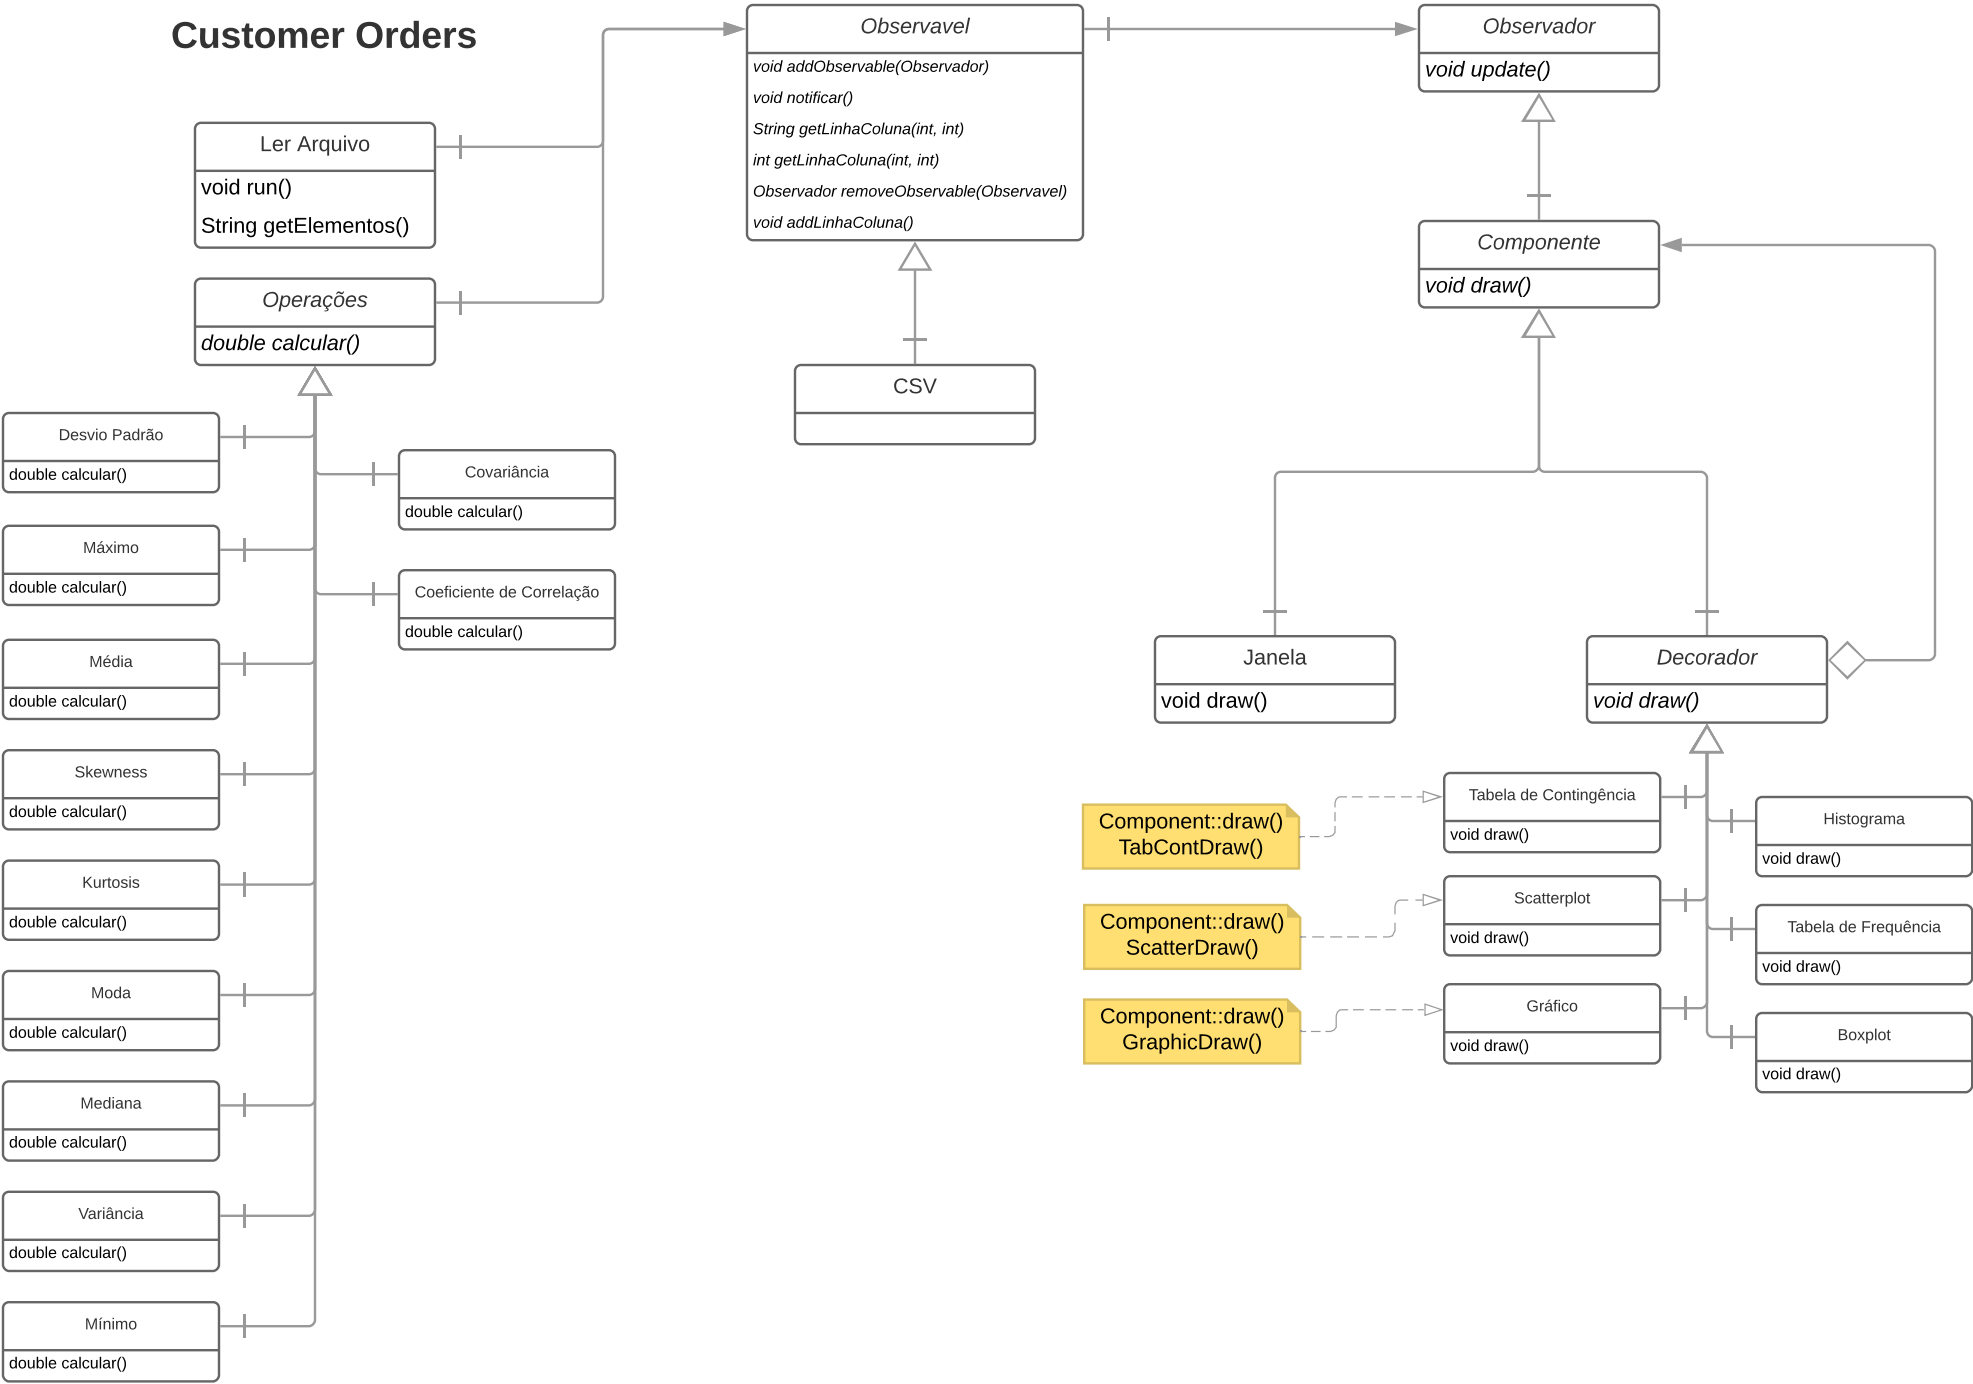 Customer Orders
Observavel
void addObservable(Observador)
void notificar()
String getLinhaColuna(int, int)
int getLinhaColuna(int, int)
Observador removeObservable(Observavel)
void addLinhaColuna()
Observador
void update()
Ler Arquivo
void run()
String getElementos()
Operações
double calcular()
Componente
void draw()
CSV
Desvio Padrão
double calcular()
Covariância
double calcular()
Máximo
double calcular()
Coeficiente de Correlação
double calcular()
Média
double calcular()
Skewness
double calcular()
Kurtosis
double calcular()
Moda
double calcular()
Mediana
double calcular()
Variância
double calcular()
Mínimo
double calcular()
Janela
void draw()
Decorador
void draw()
Component::draw()
TabContDraw()
Tabela de Contingência
void draw()
Histograma
void draw()
Component::draw()
ScatterDraw()
Scatterplot
void draw()
Tabela de Frequência
void draw()
Component::draw()
GraphicDraw()
Gráfico
void draw()
Boxplot
void draw()